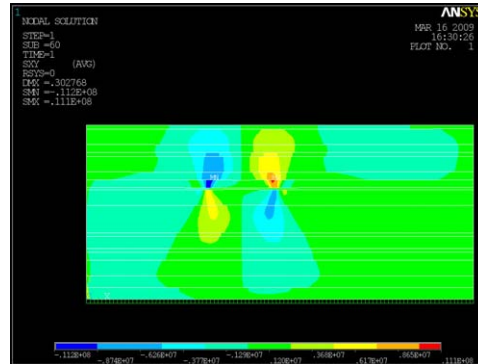 1
NODAL SOLUTION
STEP=1
SUB =60
TIME=1
SXY (AVG)
RSYS=0
DMX =.302768
SMN =-.112E+08
SMX =.111E+08
ANSYS
MAR 16 2009
16:30:26
PLOT NO. 1
MN
X
-.112E+08 -.626E+07 -.129E+07 .368E+07 .865E+07
-.874E+07 -.377E+07 .120E+07 .617E+07 .111E+08